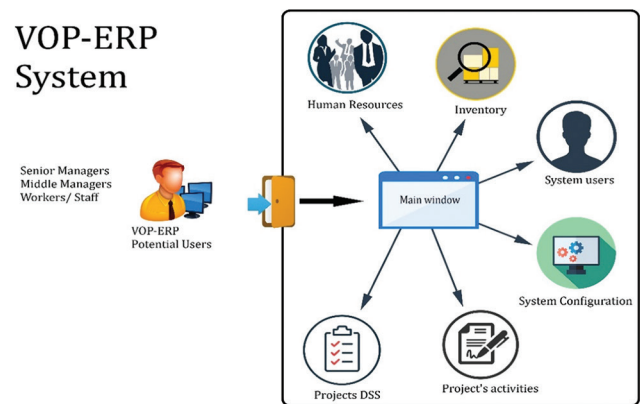 VOP-ERP
System
Senior Managers
Middle Managers
Workers/ Staff
VOP-ERP
Potential Users
Human Resources
Inventory
System users
Main window
System Configuration
Projects DSS
Project's activities